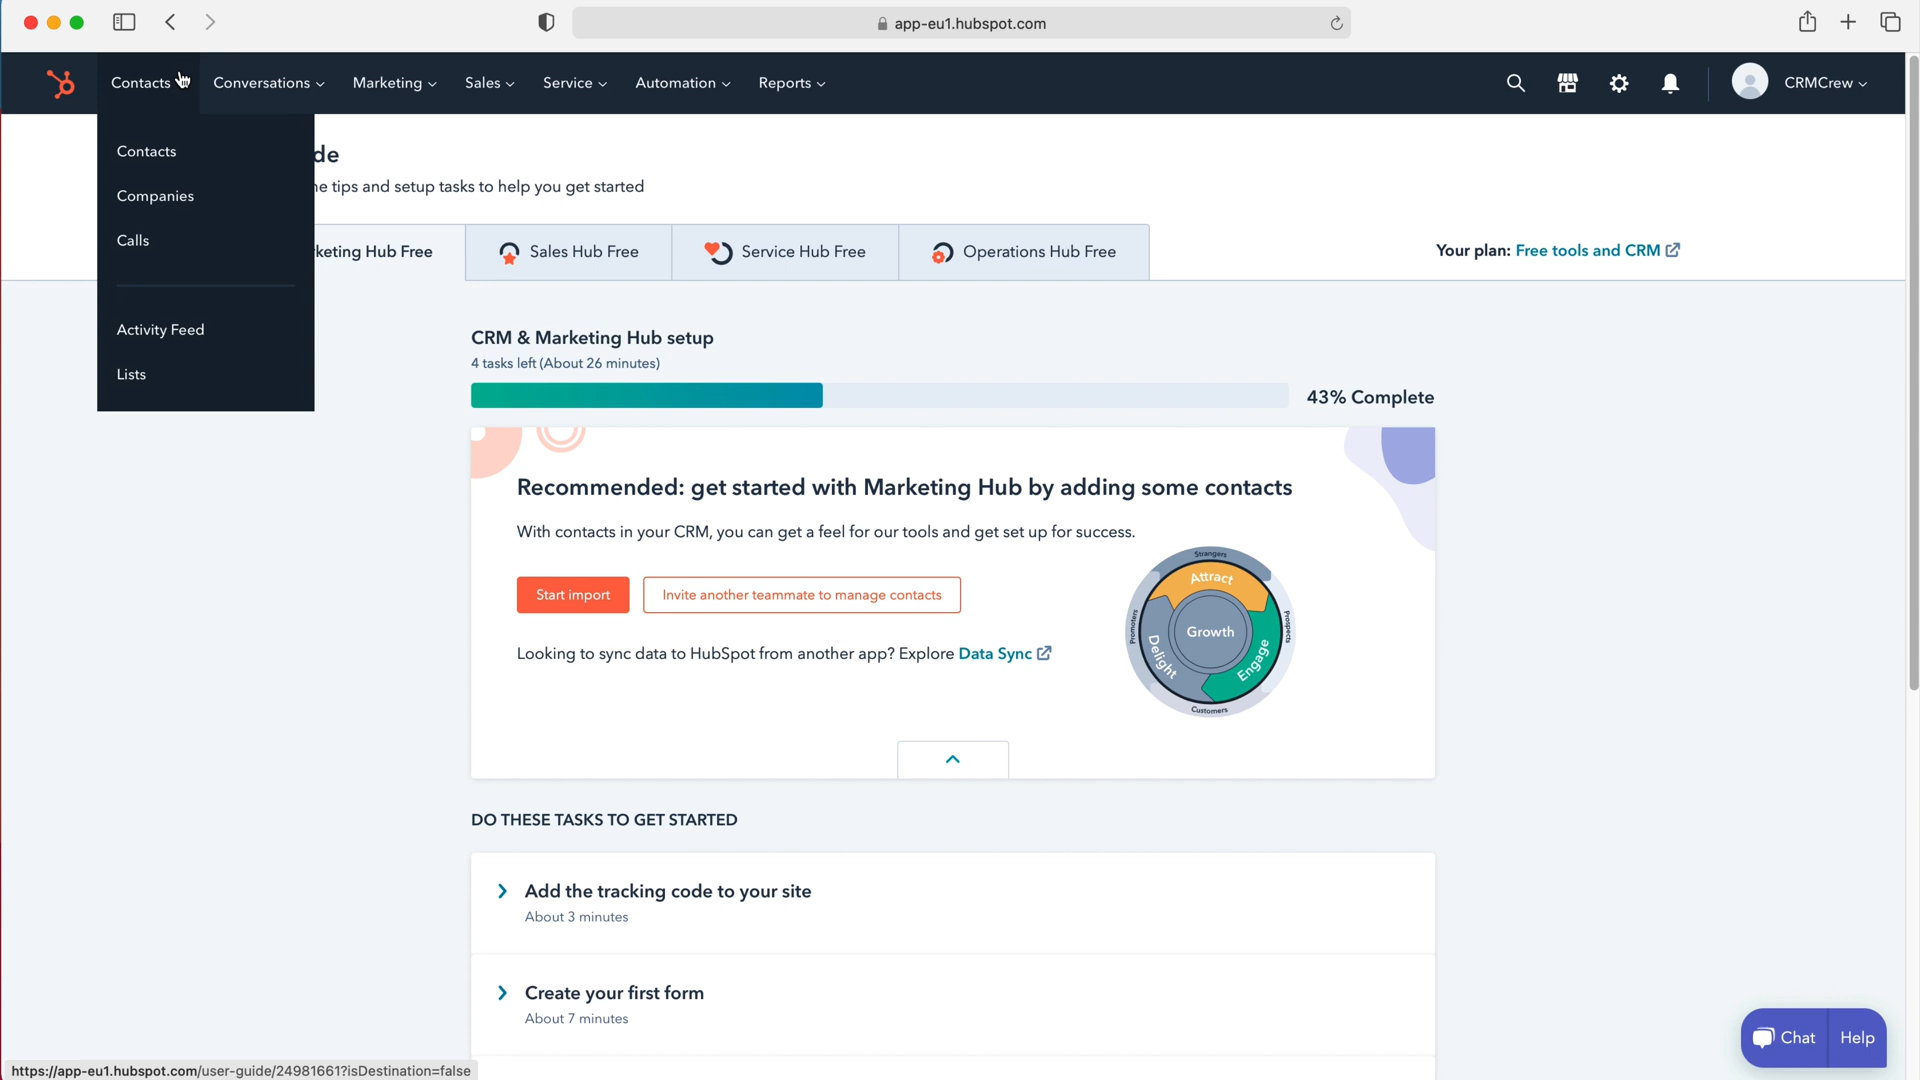 app-eu1.hubspot.com
Contacts Conversations Marketing Sales Service Automation Reports CRMCrew
Contacts
Companies
Calls
Activity Feed
Lists
de
he tips and setup tasks to help you get started
keting Hub Free Sales Hub Free Service Hub Free Operations Hub Free
Your plan: Free tools and CRM
CRM & Marketing Hub setup
4 tasks left (About 26 minutes)
43% Complete
Recommended: get started with Marketing Hub by adding some contacts
With contacts in your CRM, you can get a feel for our tools and get set up for success.
Start import Invite another teammate to manage contacts
Looking to sync data to HubSpot from another app? Explore Data Sync
Strangers
Attract
Promoters
Prospects
Growth
Delight
Engage
Customers
DO THESE TASKS TO GET STARTED
Add the tracking code to your site
About 3 minutes
Create your first form
About 7 minutes
Chat Help
https://app-eu1.hubspot.com/user-guide/24981661?isDestination=false